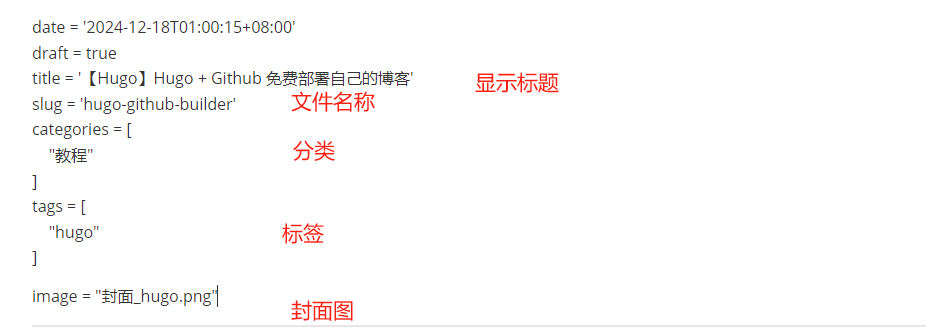 date = '2024-12-18T01:00:15+08:00'
draft = true
title = '【Hugo】Hugo + Github 免费部署自己的博客'
显示标题
slug = 'hugo-github-builder'
文件名称
categories = [
"教程"
分类
]
tags = [
"hugo"
标签
]
image = "封面_hugo.png"
封面图